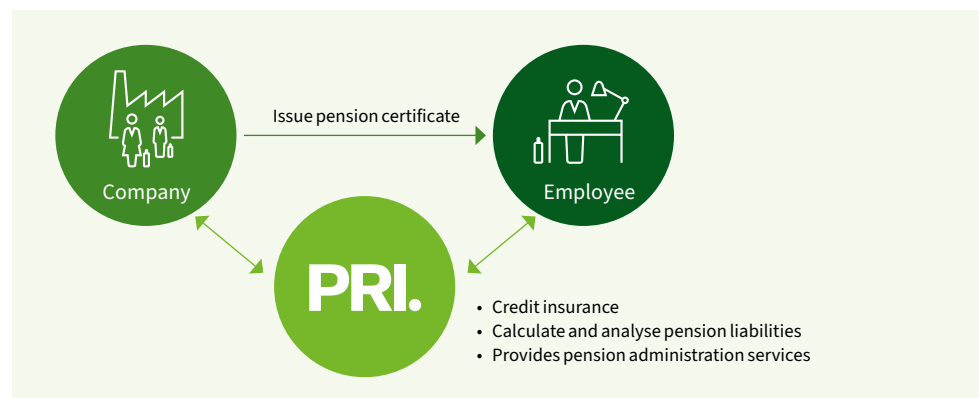 Issue pension certificate
Company
Employee
PRI.
• Credit insurance
• Calculate and analyse pension liabilities
• Provides pension administration services